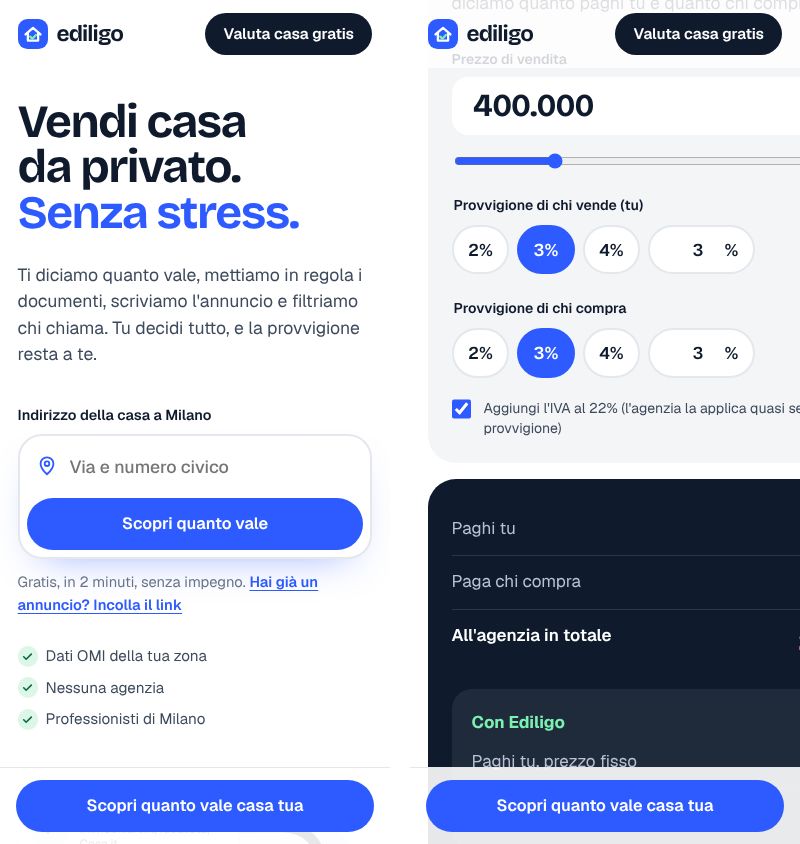 ediligo
Valuta casa gratis
Vendi casa
da privato.
Senza stress.
Ti diciamo quanto vale, mettiamo in regola i
documenti, scriviamo l'annuncio e filtriamo
chi chiama. Tu decidi tutto, e la provvigione
resta a te.
Indirizzo della casa a Milano
Via e numero civico
Scopri quanto vale
Gratis, in 2 minuti, senza impegno. Hai già un
annuncio? Incolla il link
Dati OMI della tua zona
Nessuna agenzia
Professionisti di Milano
Scopri quanto vale casa tua
diciamo quanto paghi tu e quanto chi
ediligo
Valuta casa gratis
Prezzo di vendita
400.000
Provvigione di chi vende (tu)
2%
3%
4%
3 %
Provvigione di chi compra
2%
3%
4%
3 %
Aggiungi l'IVA al 22% (l'agenzia la applica quasi
provvigione)
Paghi tu
Paga chi compra
All'agenzia in totale
Con Ediligo
Paghi tu, prezzo fisso
Scopri quanto vale casa tua